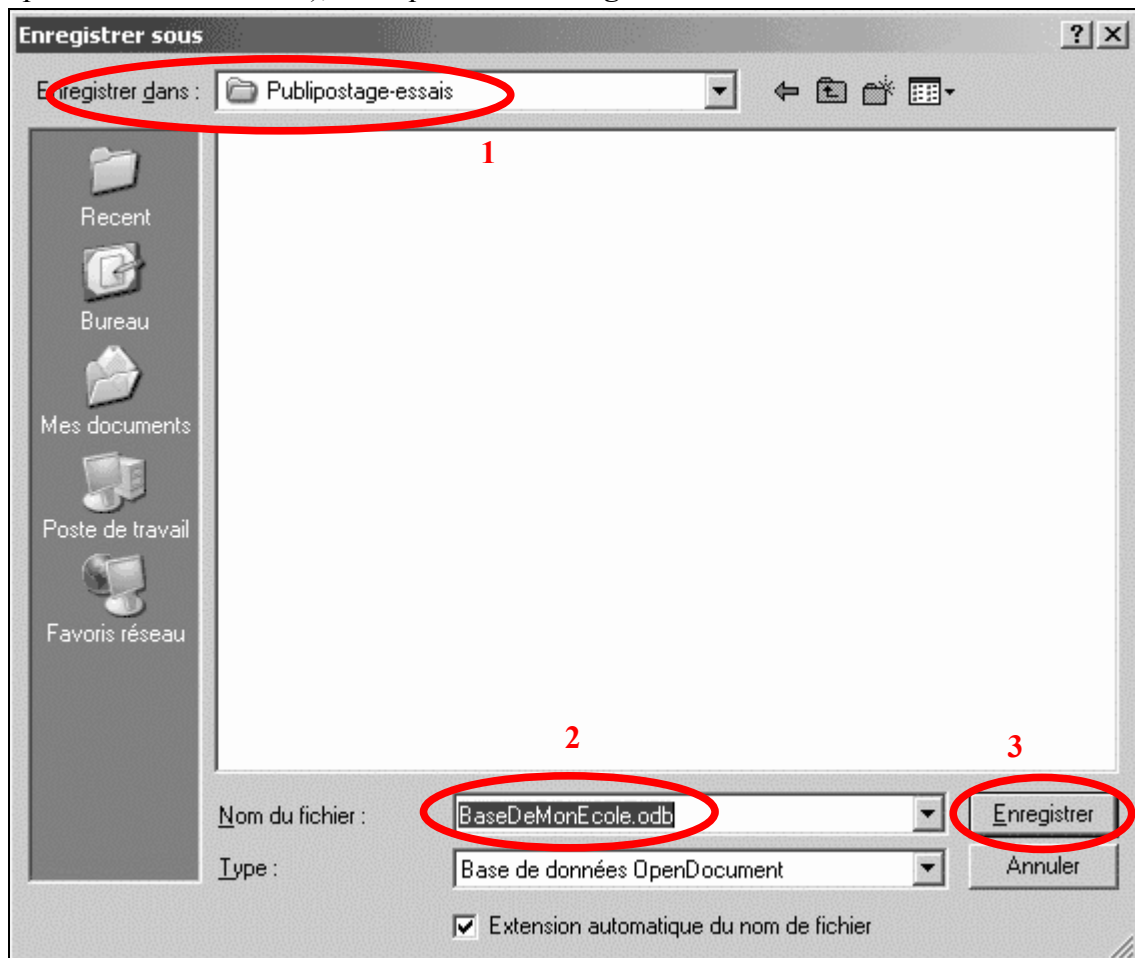 Enregistrer sous
Enregistrer dans :
Publipostage-essais
1
Recent
Bureau
Mes documents
Poste de travail
Favoris réseau
2
3
Nom du fichier :
BaseDeMonEcole.odb
Enregistrer
Type :
Base de données OpenDocument
Annuler
Extension automatique du nom de fichier